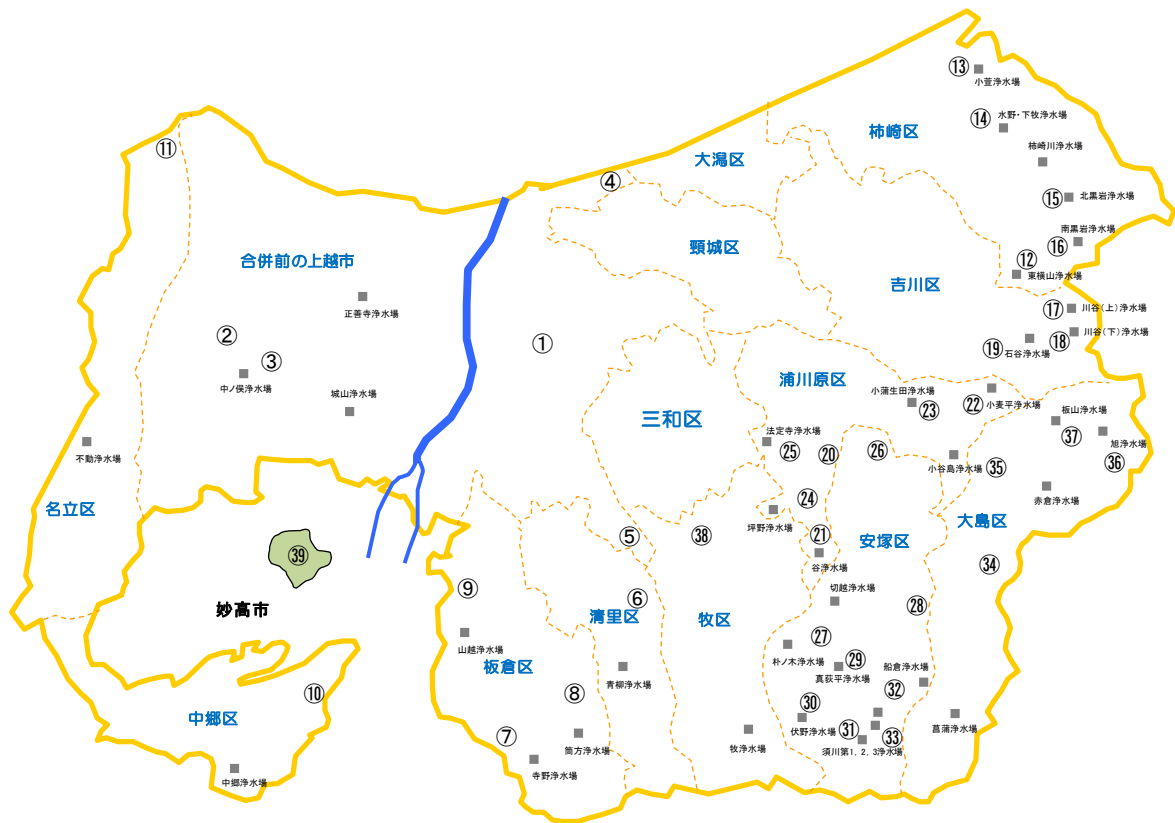 ⑬
小萱浄水場
⑭
水野・下牧浄水場
柿崎区
⑪
大潟区
柿崎川浄水場
④
⑮
北黒岩浄水場
南黒岩浄水場
⑯
頸城区
合併前の上越市
⑫
東横山浄水場
吉川区
正善寺浄水場
⑰
川谷(上)浄水場
②
①
川谷(下)浄水場
⑱
⑲
石谷浄水場
③
中ノ俣浄水場
浦川原区
小蒲生田浄水場
㉓
㉒
小麦平浄水場
城山浄水場
三和区
板山浄水場
㊲
旭浄水場
㊱
法定寺浄水場
㉕
⑳
㉖
小谷島浄水場
㉟
不動浄水場
赤倉浄水場
名立区
㉔
坪野浄水場
大島区
⑤
㊳
㉑
安塚区
谷浄水場
㊴
㉞
⑨
⑥
切越浄水場
㉘
妙高市
清里区
牧区
山越浄水場
㉗
朴ノ木浄水場
㉙
真荻平浄水場
船倉浄水場
板倉区
青柳浄水場
⑩
⑧
㉜
㉚
伏野浄水場
菖蒲浄水場
中郷区
⑦
筒方浄水場
牧浄水場
㉛
㉝
須川第1,2,3浄水場
寺野浄水場
中郷浄水場